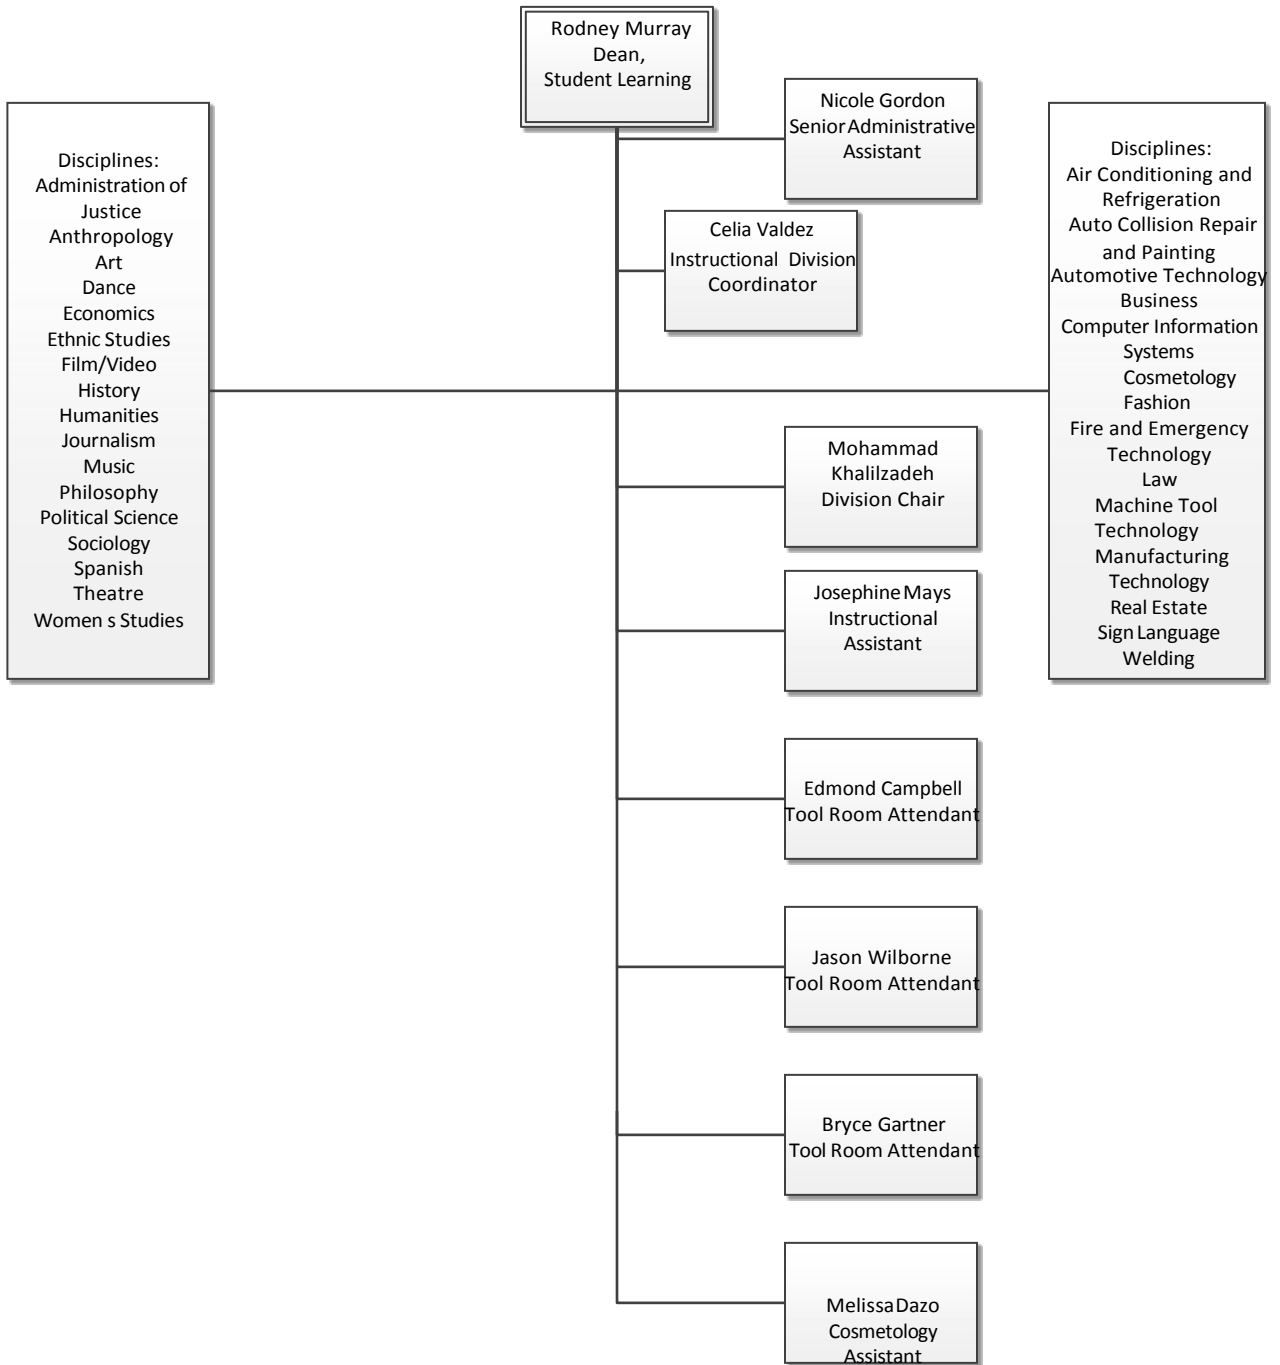 Rodney Murray
Dean,
Student Learning
Nicole Gordon
Senior Administrative
Assistant
Celia Valdez
Instructional Division
Coordinator
Disciplines:
Administration of
Justice
Anthropology
Art
Dance
Economics
Ethnic Studies
Film/Video
History
Humanities
Journalism
Music
Philosophy
Political Science
Sociology
Spanish
Theatre
Women s Studies
Disciplines:
Air Conditioning and
Refrigeration
Auto Collision Repair
and Painting
Automotive Technology
Business
Computer Information
Systems
Cosmetology
Fashion
Fire and Emergency
Technology
Law
Machine Tool
Technology
Manufacturing
Technology
Real Estate
Sign Language
Welding
Mohammad
Khalilzadeh
Division Chair
Josephine Mays
Instructional
Assistant
Edmond Campbell
Tool Room Attendant
Jason Wilborne
Tool Room Attendant
Bryce Gartner
Tool Room Attendant
Melissa Dazo
Cosmetology
Assistant